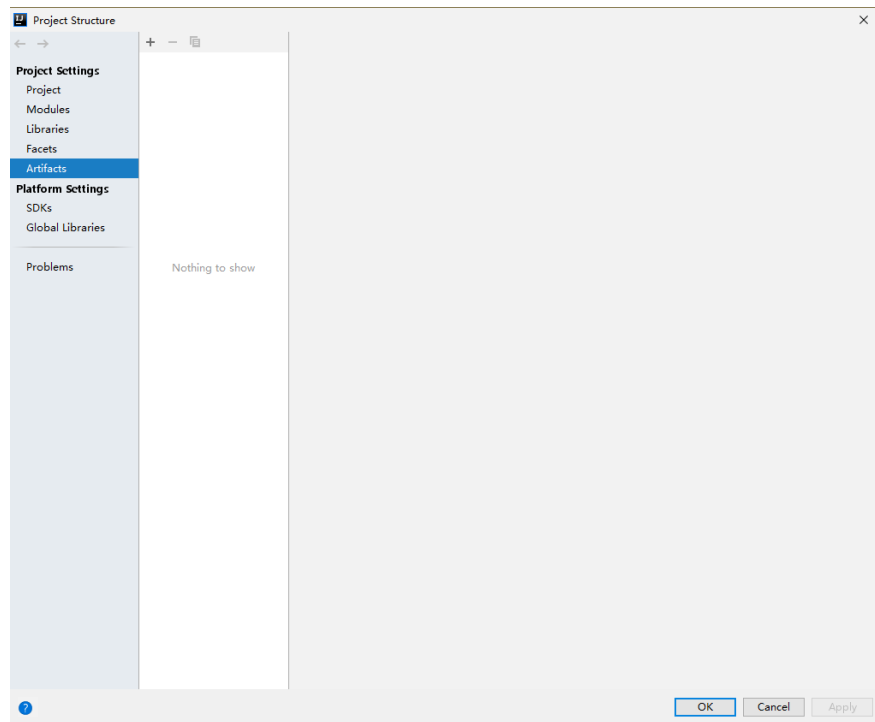 Project Structure
Project Settings
Project
Modules
Libraries
Facets
Artifacts
Platform Settings
SDKs
Global Libraries
Problems
Nothing to show
OK
Cancel
Apply